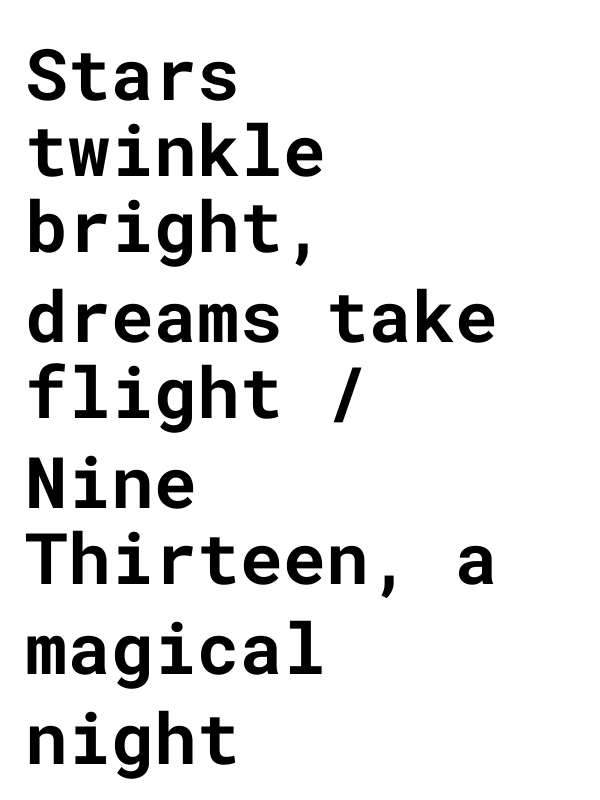 Stars
twinkle
bright,
dreams take
flight /
Nine
Thirteen, a
magical
night